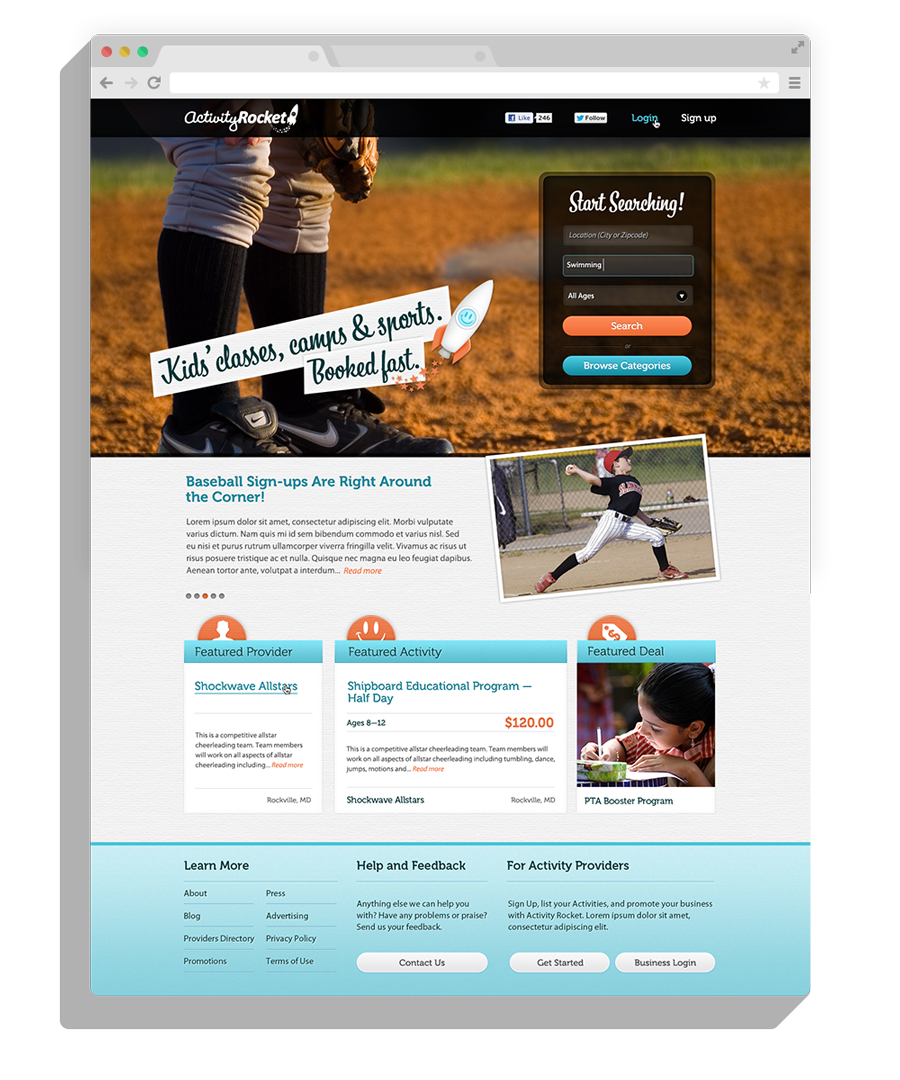 ActivityRocket
Like 246
Follow
Login
Sign up
Start Searching!
Location (City or Zipcode)
Swimming
All Ages
Search
or
Browse Categories
Kids' classes, camps & sports.
Booked fast.
Baseball Sign-ups Are Right Around
the Corner!
Lorem ipsum dolor sit amet, consectetur adipiscing elit. Morbi vulputate
varius dictum. Nam quis mi id sem bibendum commodo et varius nisl. Sed
eu nisi et purus rutrum ullamcorper viverra fringilla velit. Vivamus ac risus ut
risus posuere tristique ac et nulla. Quisque nec magna eu leo feugiat dapibus.
Aenean tortor ante, volutpat a interdum... Read more
Featured Provider
Shockwave Allstars
This is a competitive allstar
cheerleading team. Team members
will work on all aspects of allstar
cheerleading including... Read more
Rockville, MD
Featured Activity
Shipboard Educational Program —
Half Day
Ages 8—12 $120.00
This is a competitive allstar cheerleading team. Team members will
work on all aspects of allstar cheerleading including tumbling, dance,
jumps, motions and... Read more
Shockwave Allstars Rockville, MD
Featured Deal
PTA Booster Program
Learn More
About
Press
Blog
Advertising
Providers Directory
Privacy Policy
Promotions
Terms of Use
Help and Feedback
Anything else we can help you
with? Have any problems or praise?
Send us your feedback.
Contact Us
For Activity Providers
Sign Up, list your Activities, and promote your business
with Activity Rocket. Lorem ipsum dolor sit amet,
consectetur adipiscing elit.
Get Started
Business Login